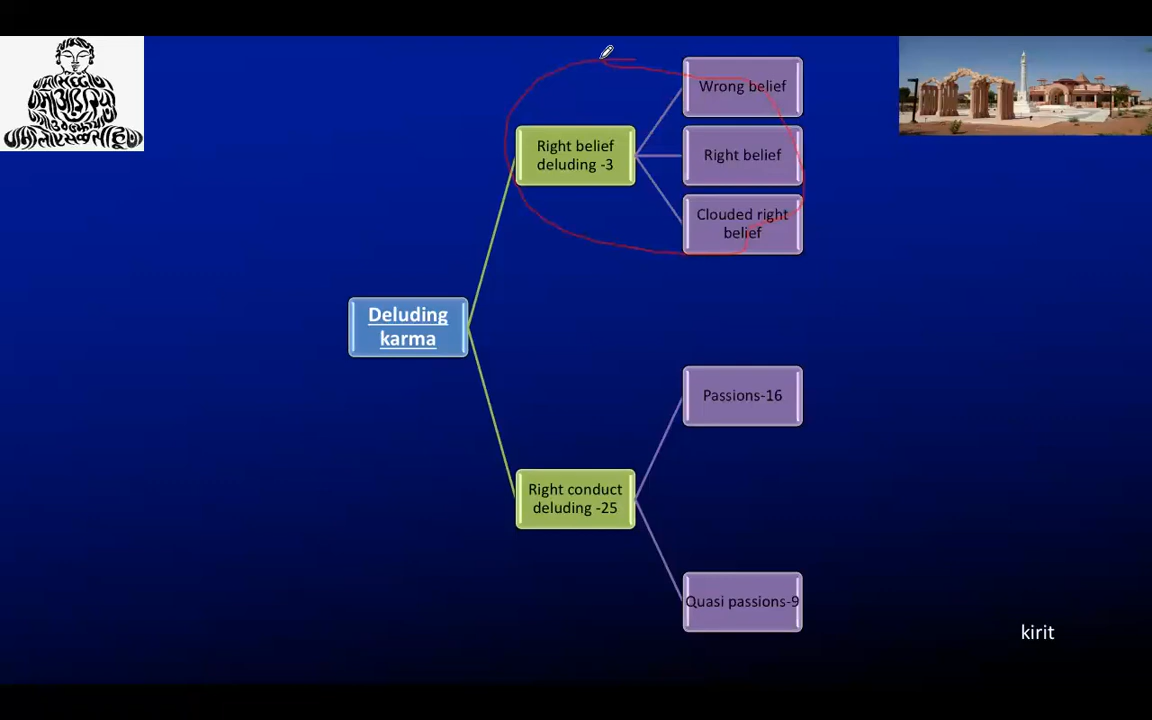 Wrong belief
Right belief
deluding -3
Right belief
Clouded right
belief
Deluding
karma
Passions-16
Right conduct
deluding -25
Quasi passions-9
kirit